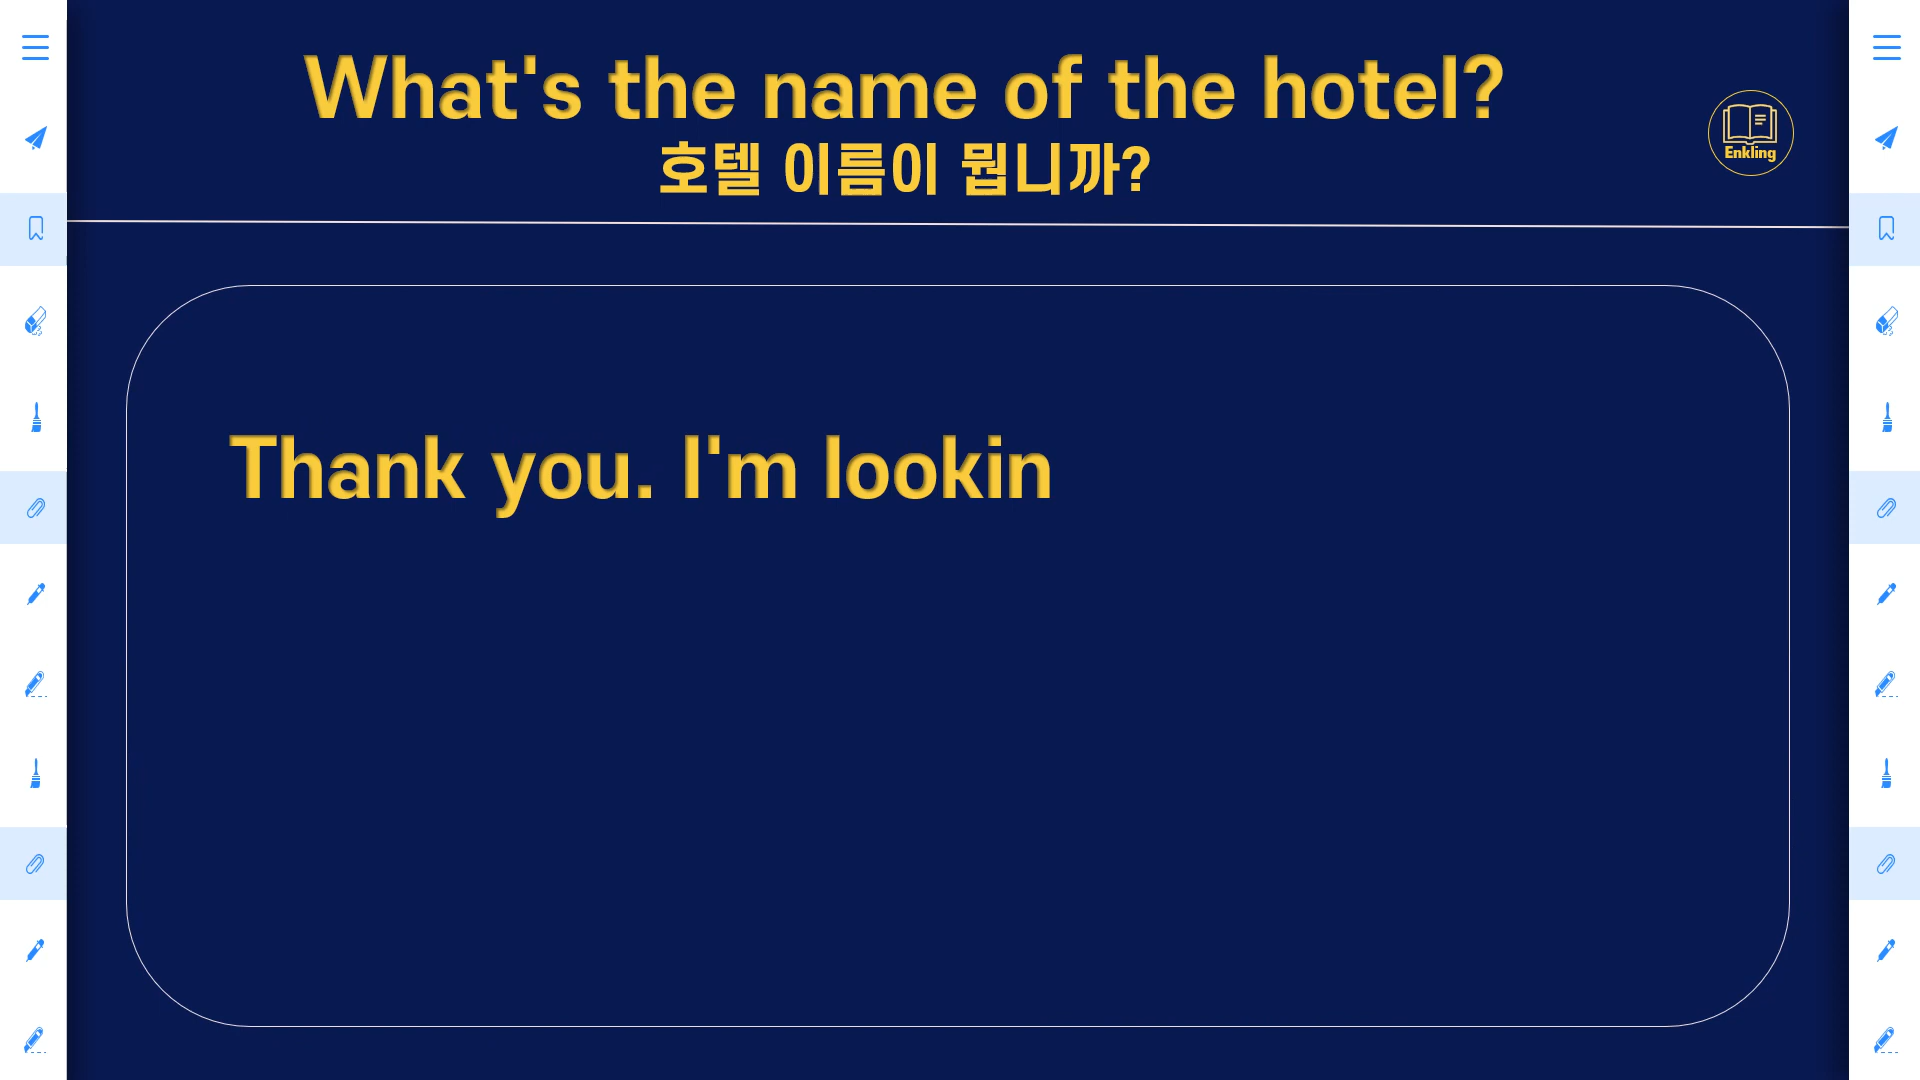 What's the name of the hotel?
호텔 이름이 뭡니까?
Enkling
Thank you. I'm lookin